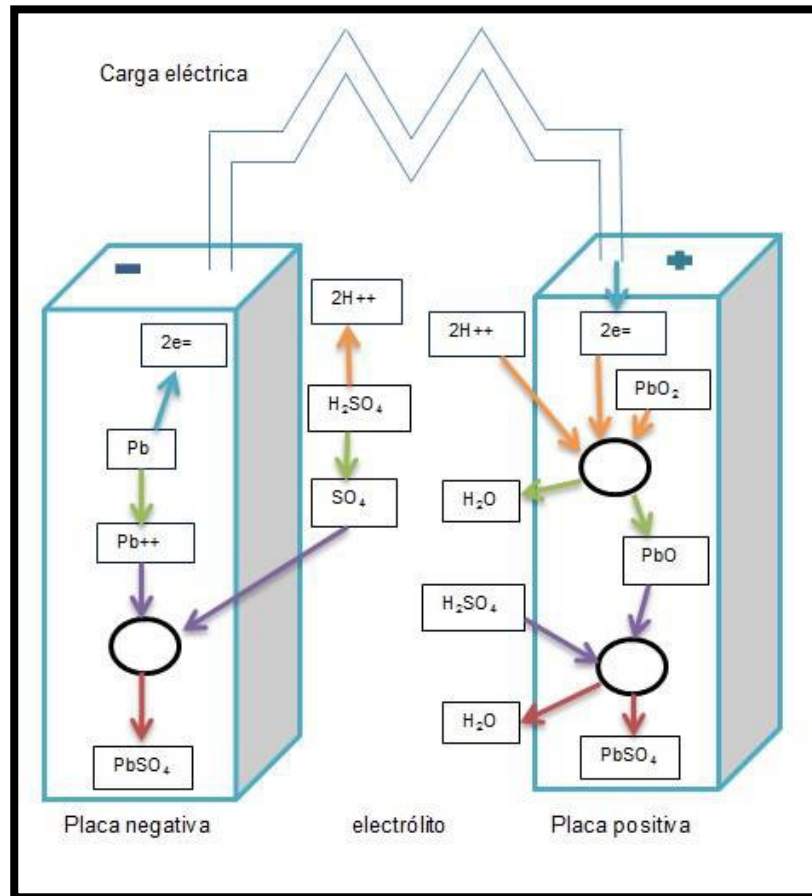 Carga eléctrica
2H++
2e=
2H++
2e=
PbO₂
H₂SO₄
Pb
SO₄
H₂O
Pb++
PbO
H₂SO₄
H₂O
PbSO₄
PbSO₄
Placa negativa
electrólito
Placa positiva